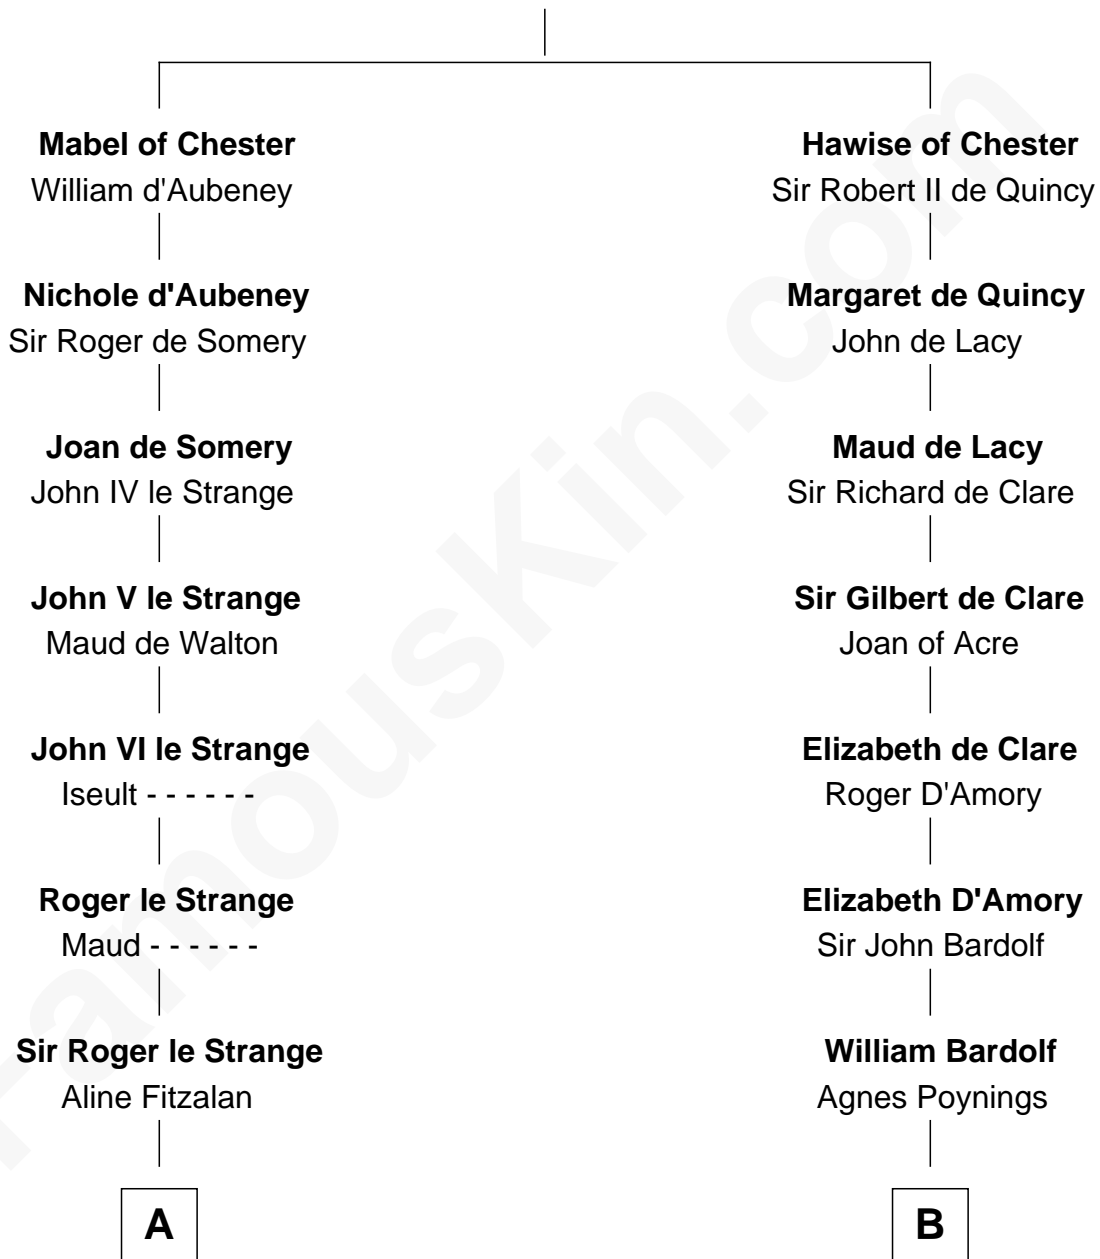 Mabel of Chester
William d'Aubeney
Hawise of Chester
Sir Robert II de Quincy
Nichole d'Aubeney
Sir Roger de Somery
Margaret de Quincy
John de Lacy
Joan de Somery
John IV le Strange
Maud de Lacy
Sir Richard de Clare
John V le Strange
Maud de Walton
Sir Gilbert de Clare
Joan of Acre
John VI le Strange
Iseult - - - - - -
Elizabeth de Clare
Roger D'Amory
Roger le Strange
Maud - - - - - -
Elizabeth D'Amory
Sir John Bardolf
Sir Roger le Strange
Aline Fitzalan
William Bardolf
Agnes Poynings
A
B
FamousKin.com